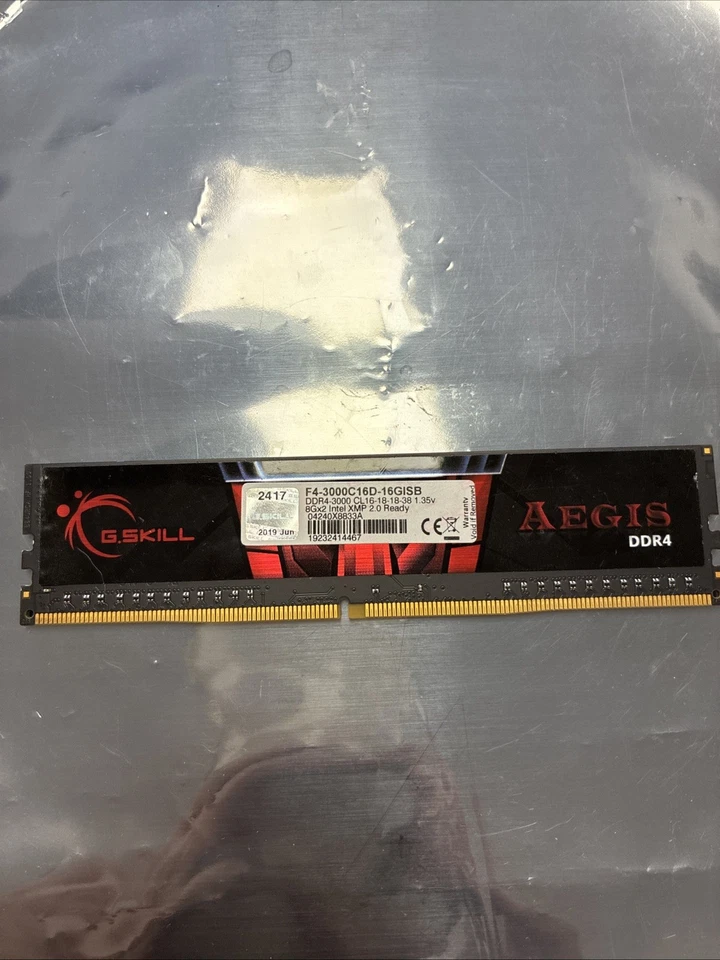 G.SKILL
2417
G.SKILL
2019 Jun
F4-3000C16D-16GISB
DDR4-3000 CL16-18-18-38 1.35v
8Gx2 Intel XMP 2.0 Ready
04240X8833A
19232414467
CE
Warranty
Void If Removed
AEGIS
DDR4